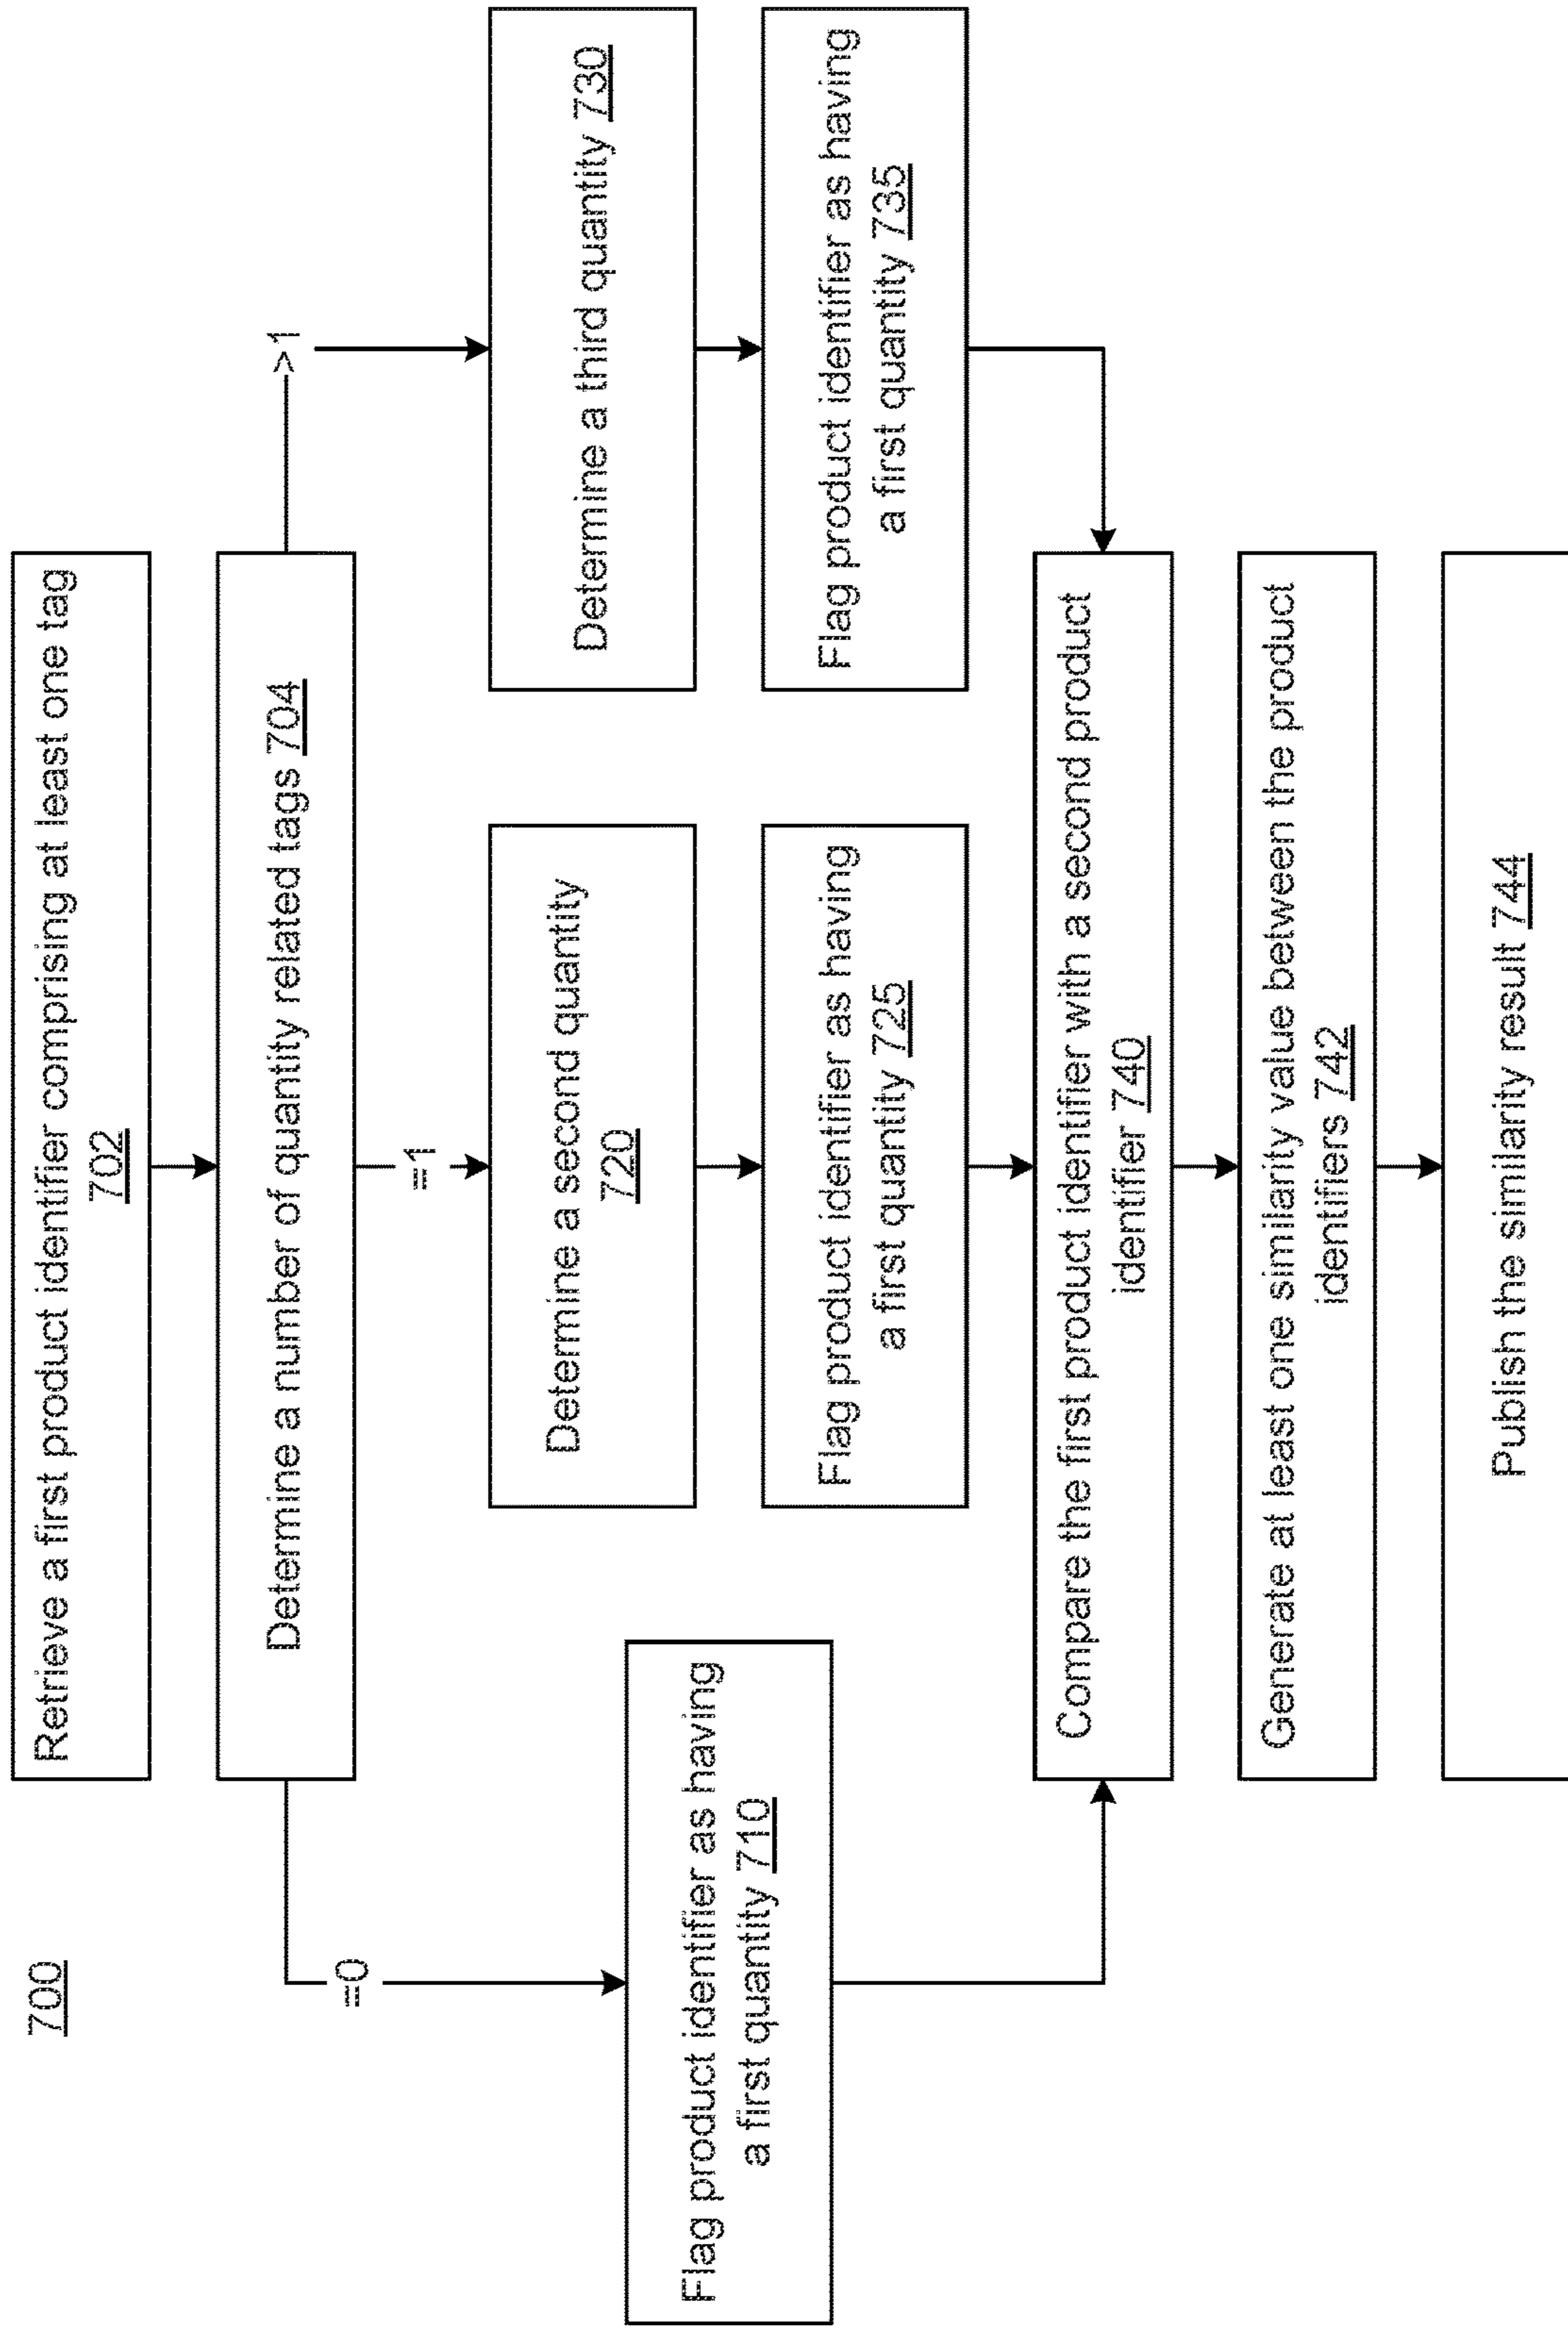 700
Retrieve a first product identifier comprising at least one tag
702
Determine a number of quantity related tags 704
=0
=1
>1
Flag product identifier as having
a first quantity 710
Determine a second quantity
720
Flag product identifier as having
a first quantity 725
Determine a third quantity 730
Flag product identifier as having
a first quantity 735
Compare the first product identifier with a second product
identifier 740
Generate at least one similarity value between the product
identifiers 742
Publish the similarity result 744